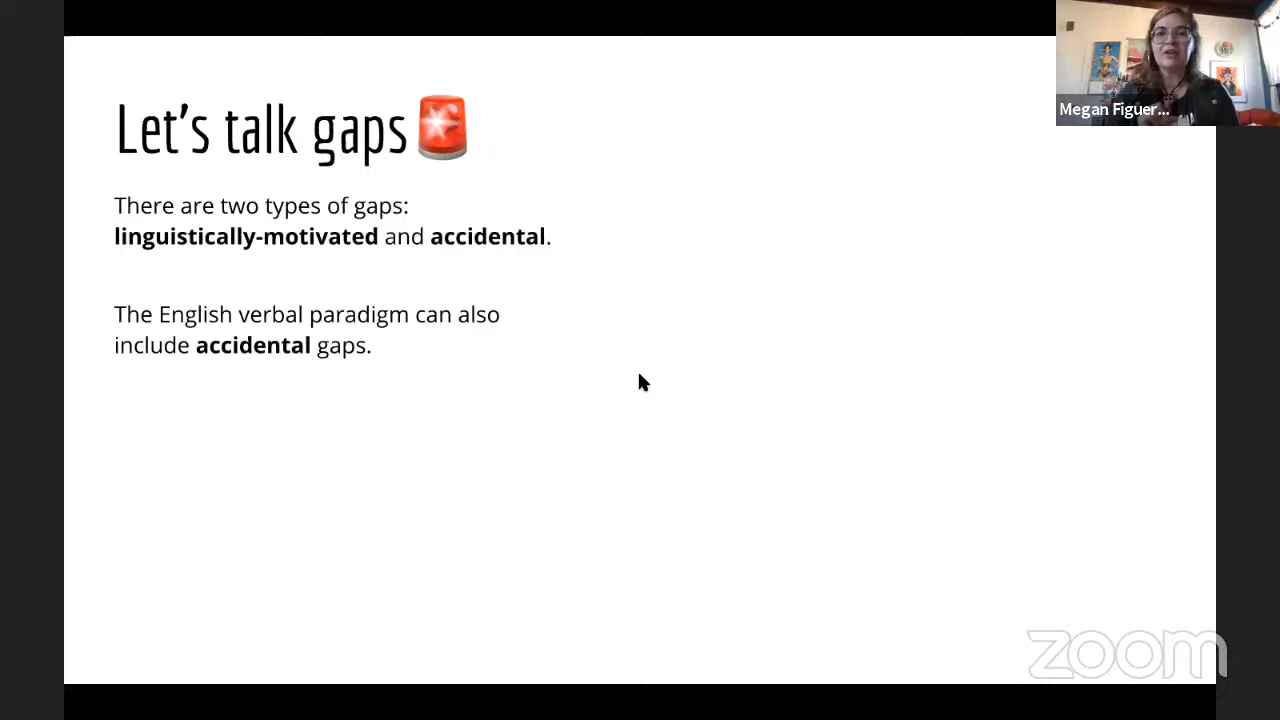 Let's talk gaps
There are two types of gaps:
linguistically-motivated and accidental.
The English verbal paradigm can also
include accidental gaps.
Megan Figuer...
zoom